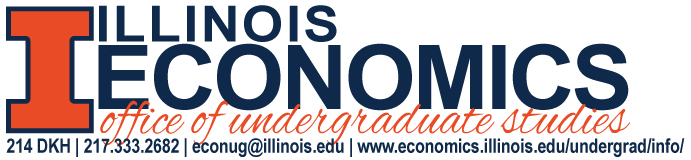 ILLINOIS
ECONOMICS
office of undergraduate studies
214 DKH | 217.333.2682 | econug@illinois.edu | www.economics.illinois.edu/undergrad/info/